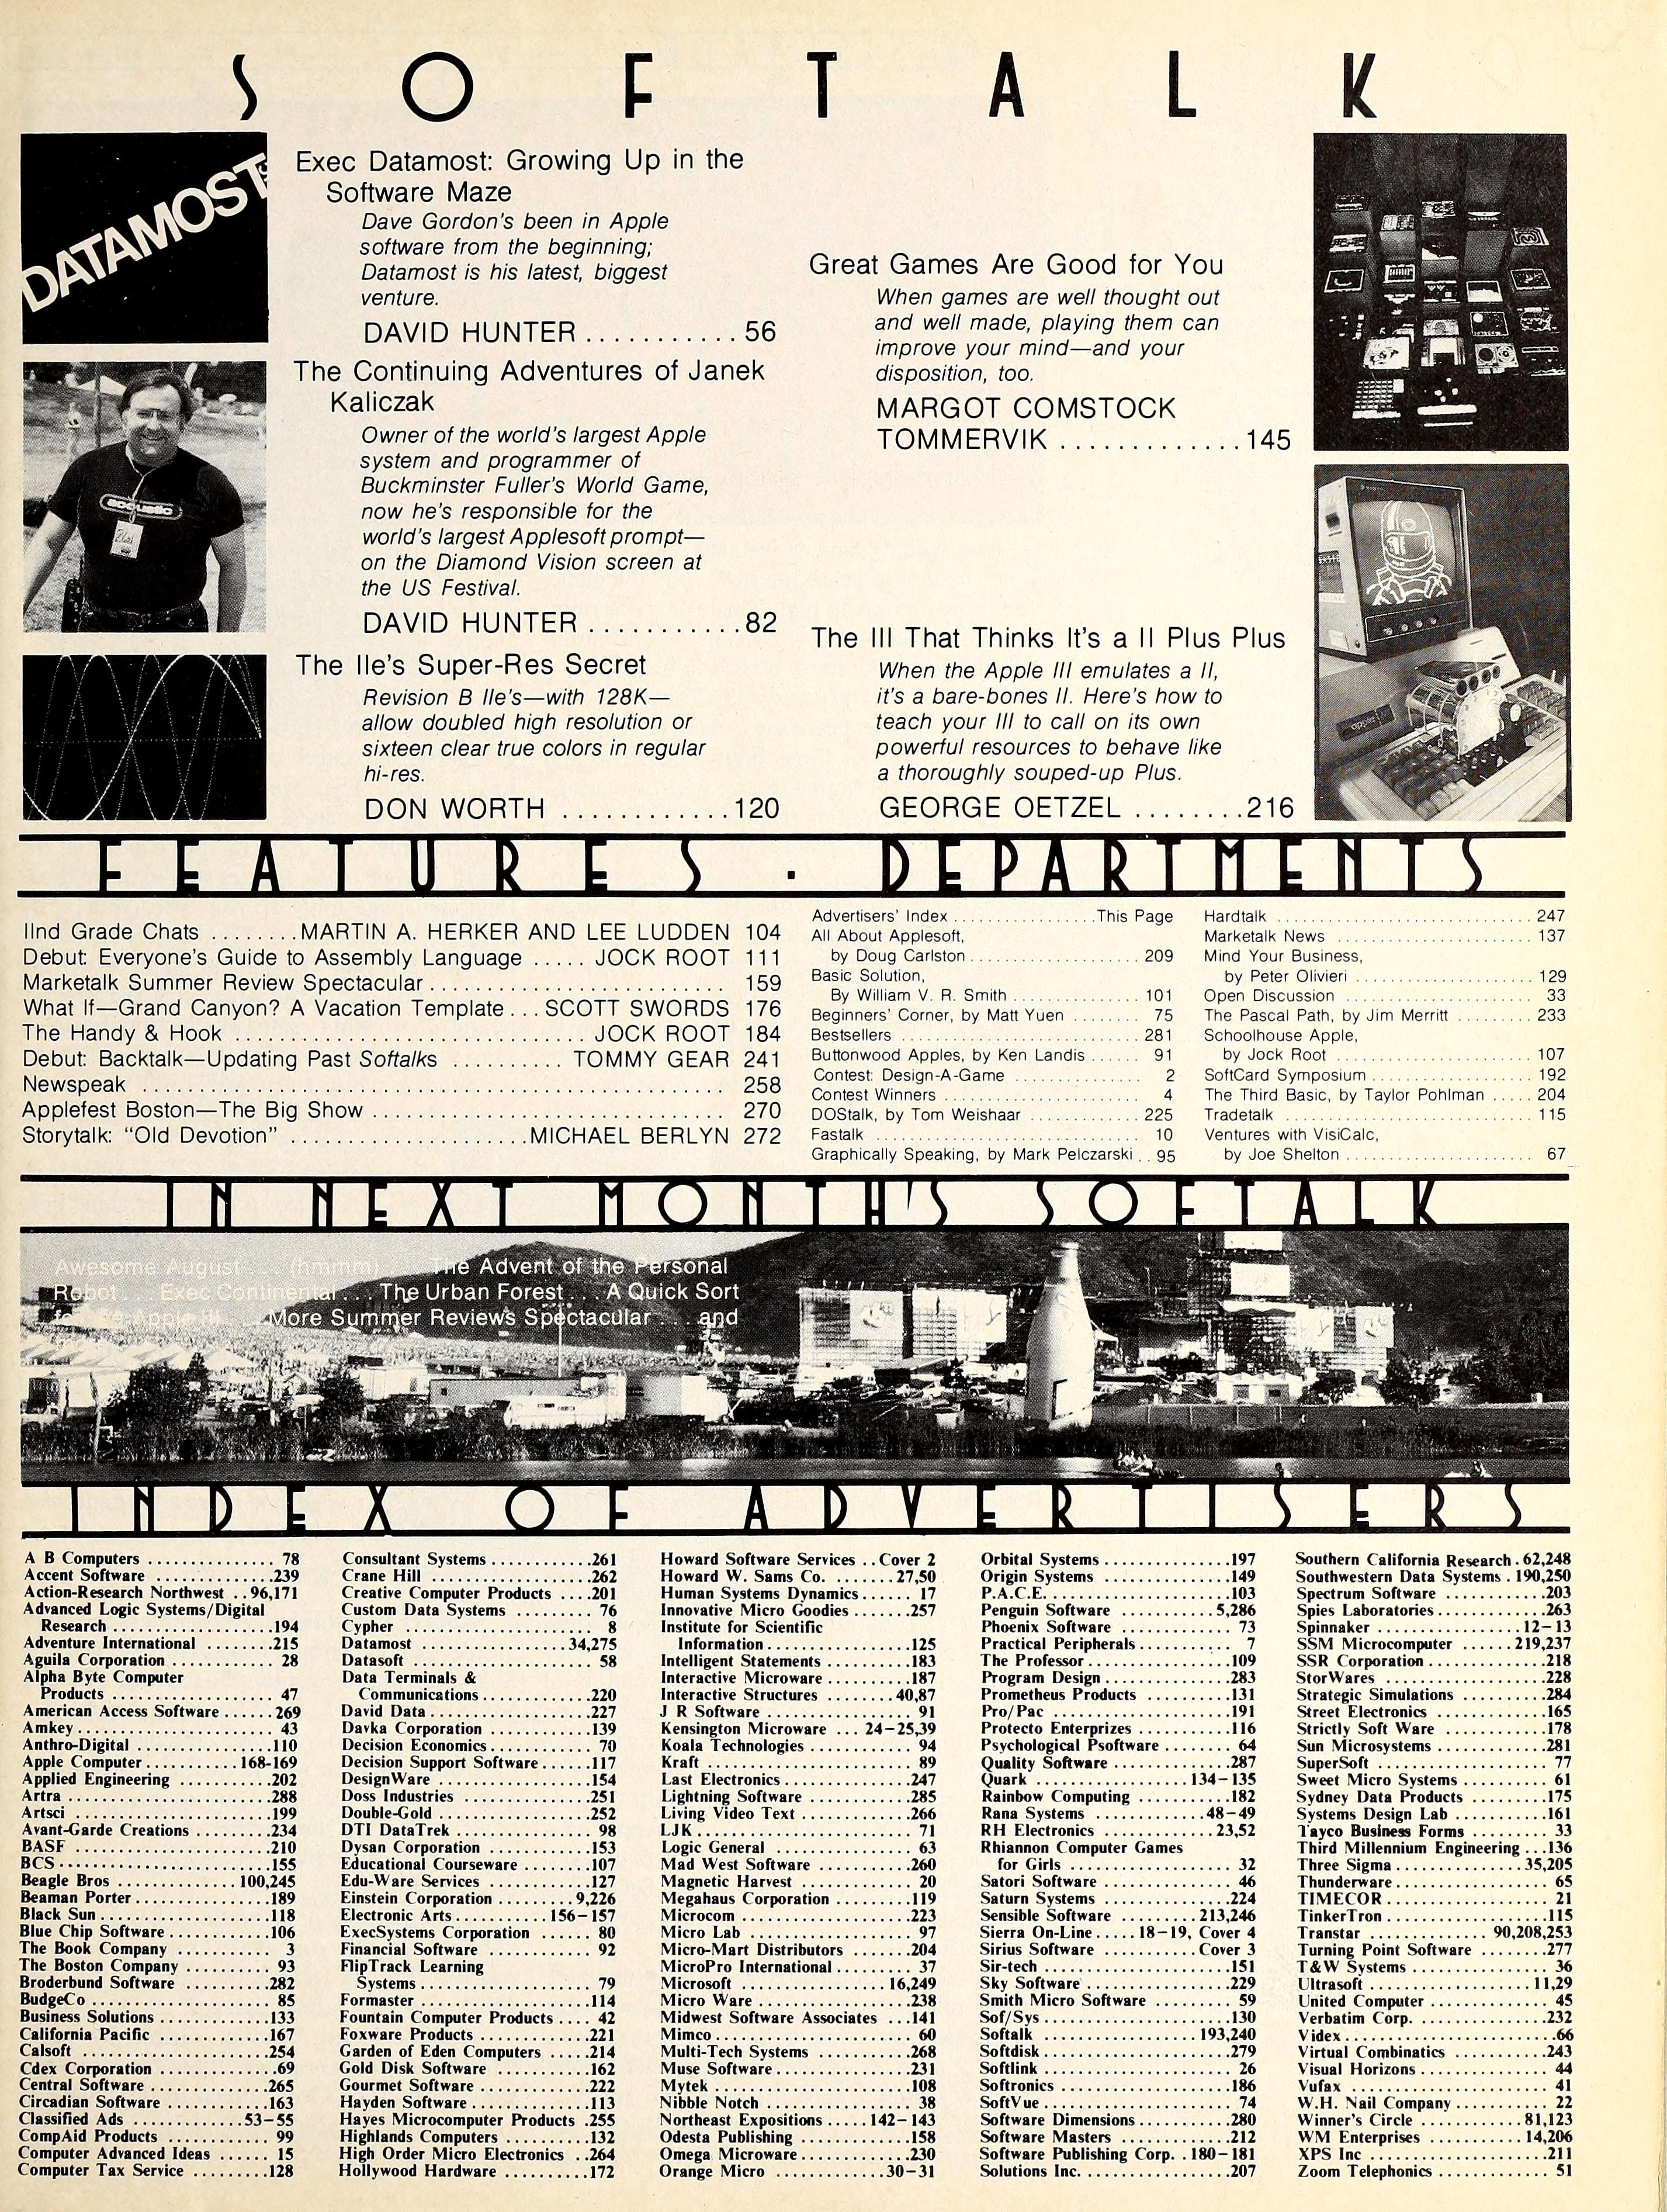 SOFTALK
DATAMOST
Exec Datamost: Growing Up in the
Software Maze
Dave Gordon's been in Apple
software from the beginning;
Datamost is his latest, biggest
venture.
DAVID HUNTER ........... 56
The Continuing Adventures of Janek
Kaliczak
Owner of the world's largest Apple
system and programmer of
Buckminster Fuller's World Game,
now he's responsible for the
world's largest Applesoft prompt—
on the Diamond Vision screen at
the US Festival.
DAVID HUNTER ........... 82
acoustic
The IIe's Super-Res Secret
Revision B IIe's—with 128K—
allow doubled high resolution or
sixteen clear true colors in regular
hi-res.
DON WORTH ............ 120
Great Games Are Good for You
When games are well thought out
and well made, playing them can
improve your mind—and your
disposition, too.
MARGOT COMSTOCK
TOMMERVIK ............. 145
The III That Thinks It's a II Plus Plus
When the Apple III emulates a II,
it's a bare-bones II. Here's how to
teach your III to call on its own
powerful resources to behave like
a thoroughly souped-up Plus.
GEORGE OETZEL ........ 216
apple
FEATURES · DEPARTMENTS
IInd Grade Chats ........ MARTIN A. HERKER AND LEE LUDDEN 104
Debut: Everyone's Guide to Assembly Language ..... JOCK ROOT 111
Marketalk Summer Review Spectacular ............ 159
What If—Grand Canyon? A Vacation Template ... SCOTT SWORDS 176
The Handy & Hook ............ JOCK ROOT 184
Debut: Backtalk—Updating Past Softalks .......... TOMMY GEAR 241
Newspeak ............ 258
Applefest Boston—The Big Show ............ 270
Storytalk: "Old Devotion" ............ MICHAEL BERLYN 272
Advertisers' Index ............ This Page
All About Applesoft,
by Doug Carlston ............ 209
Basic Solution,
By William V. R. Smith ............ 101
Beginners' Corner, by Matt Yuen ........ 75
Bestsellers ............ 281
Buttonwood Apples, by Ken Landis ...... 91
Contest: Design-A-Game ............ 2
Contest Winners ............ 4
DOStalk, by Tom Weishaar ............ 225
Fastalk ............ 10
Graphically Speaking, by Mark Pelczarski .. 95
Hardtalk ............ 247
Marketalk News ............ 137
Mind Your Business,
by Peter Olivieri ............ 129
Open Discussion ............ 33
The Pascal Path, by Jim Merritt ......... 233
Schoolhouse Apple,
by Jock Root ............ 107
SoftCard Symposium ............ 192
The Third Basic, by Taylor Pohlman ..... 204
Tradetalk ............ 115
Ventures with VisiCalc,
by Joe Shelton ............ 67
IN NEXT MONTH'S SOFTALK
Awesome August ... (hmmm) ... The Advent of the Personal
Robot ... Exec Continental ... The Urban Forest ... A Quick Sort
for the Apple III ... More Summer Reviews Spectacular ... and
INDEX OF ADVERTISERS
A B Computers ............ 78
Accent Software ............ 239
Action-Research Northwest .. 96,171
Advanced Logic Systems/Digital
Research ............ 194
Adventure International ........ 215
Aguila Corporation ............ 28
Alpha Byte Computer
Products ............ 47
American Access Software ...... 269
Amkey ............ 43
Anthro-Digital ............ 110
Apple Computer ........... 168-169
Applied Engineering ............ 202
Artra ............ 288
Artsci ............ 199
Avant-Garde Creations ......... 234
BASF ............ 210
BCS ............ 155
Beagle Bros ............ 100,245
Beaman Porter ............ 189
Black Sun ............ 118
Blue Chip Software ............ 106
The Book Company ........... 3
The Boston Company .......... 93
Broderbund Software ........... 282
BudgeCo ............ 85
Business Solutions ............ 133
California Pacific ............ 167
Calsoft ............ 254
Cdex Corporation ............ 69
Central Software ............ 265
Circadian Software ............ 163
Classified Ads ............ 53-55
CompAid Products ............ 99
Computer Advanced Ideas ...... 15
Computer Tax Service ......... 128
Consultant Systems ............ 261
Crane Hill ............ 262
Creative Computer Products .... 201
Custom Data Systems ......... 76
Cypher ............ 8
Datamost ............ 34,275
Datasoft ............ 58
Data Terminals &
Communications ............ 220
David Data ............ 227
Davka Corporation ............ 139
Decision Economics ............ 70
Decision Support Software ...... 117
DesignWare ............ 154
Doss Industries ............ 251
Double-Gold ............ 252
DTI DataTrek ............ 98
Dysan Corporation ............ 153
Educational Courseware ........ 107
Edu-Ware Services ............ 127
Einstein Corporation .......... 9,226
Electronic Arts ........... 156-157
ExecSystems Corporation ...... 80
Financial Software ............ 92
FlipTrack Learning
Systems ............ 79
Formaster ............ 114
Fountain Computer Products .... 42
Foxware Products ............ 221
Garden of Eden Computers ..... 214
Gold Disk Software ............ 162
Gourmet Software ............ 222
Hayden Software ............ 113
Hayes Microcomputer Products . 255
Highlands Computers .......... 132
High Order Micro Electronics .. 264
Hollywood Hardware .......... 172
Howard Software Services .. Cover 2
Howard W. Sams Co. ....... 27,50
Human Systems Dynamics ...... 17
Innovative Micro Goodies ....... 257
Institute for Scientific
Information ............ 125
Intelligent Statements .......... 183
Interactive Microware .......... 187
Interactive Structures ........ 40,87
J R Software ............ 91
Kensington Microware ... 24-25,39
Koala Technologies ............ 94
Kraft ............ 89
Last Electronics ............ 247
Lightning Software ............ 285
Living Video Text ............ 266
LJK ............ 71
Logic General ............ 63
Mad West Software ............ 260
Magnetic Harvest ............ 20
Megahaus Corporation ......... 119
Microcom ............ 223
Micro Lab ............ 97
Micro-Mart Distributors ........ 204
MicroPro International .......... 37
Microsoft ............ 16,249
Micro Ware ............ 238
Midwest Software Associates ... 141
Mimco ............ 60
Multi-Tech Systems ............ 268
Muse Software ............ 231
Mytek ............ 108
Nibble Notch ............ 38
Northeast Expositions ..... 142-143
Odesta Publishing ............ 158
Omega Microware ............ 230
Orange Micro ............ 30-31
Orbital Systems ............ 197
Origin Systems ............ 149
P.A.C.E. ............ 103
Penguin Software ............ 5,286
Phoenix Software ............ 73
Practical Peripherals ............ 7
The Professor ............ 109
Program Design ............ 283
Prometheus Products .......... 131
Pro/Pac ............ 191
Protecto Enterprizes ............ 116
Psychological Psoftware ........ 64
Quality Software ............ 287
Quark ............ 134-135
Rainbow Computing ............ 182
Rana Systems ............ 48-49
RH Electronics ............ 23,52
Rhiannon Computer Games
for Girls ............ 32
Satori Software ............ 46
Saturn Systems ............ 224
Sensible Software ......... 213,246
Sierra On-Line ..... 18-19, Cover 4
Sirius Software ............ Cover 3
Sir-tech ............ 151
Sky Software ............ 229
Smith Micro Software ......... 59
Sof/Sys ............ 130
Softalk ............ 193,240
Softdisk ............ 279
Softlink ............ 26
Softronics ............ 186
SoftVue ............ 74
Software Dimensions ............ 280
Software Masters ............ 212
Software Publishing Corp. .. 180-181
Solutions Inc. ............ 207
Southern California Research . 62,248
Southwestern Data Systems . 190,250
Spectrum Software ............ 203
Spies Laboratories ............ 263
Spinnaker ............ 12-13
SSM Microcomputer ...... 219,237
SSR Corporation ............ 218
StorWares ............ 228
Strategic Simulations .......... 284
Street Electronics ............ 165
Strictly Soft Ware ............ 178
Sun Microsystems ............ 281
SuperSoft ............ 77
Sweet Micro Systems .......... 61
Sydney Data Products .......... 175
Systems Design Lab ............ 161
Tayco Business Forms ......... 33
Third Millennium Engineering ... 136
Three Sigma ............ 35,205
Thunderware ............ 65
TIMECOR ............ 21
TinkerTron ............ 115
Transtar ............ 90,208,253
Turning Point Software ......... 277
T&W Systems ............ 36
Ultrasoft ............ 11,29
United Computer ............ 45
Verbatim Corp. ............ 232
Videx ............ 66
Virtual Combinatics ............ 243
Visual Horizons ............ 44
Vufax ............ 41
W.H. Nail Company ............ 22
Winner's Circle ............ 81,123
WM Enterprises ............ 14,206
XPS Inc ............ 211
Zoom Telephonics ............ 51